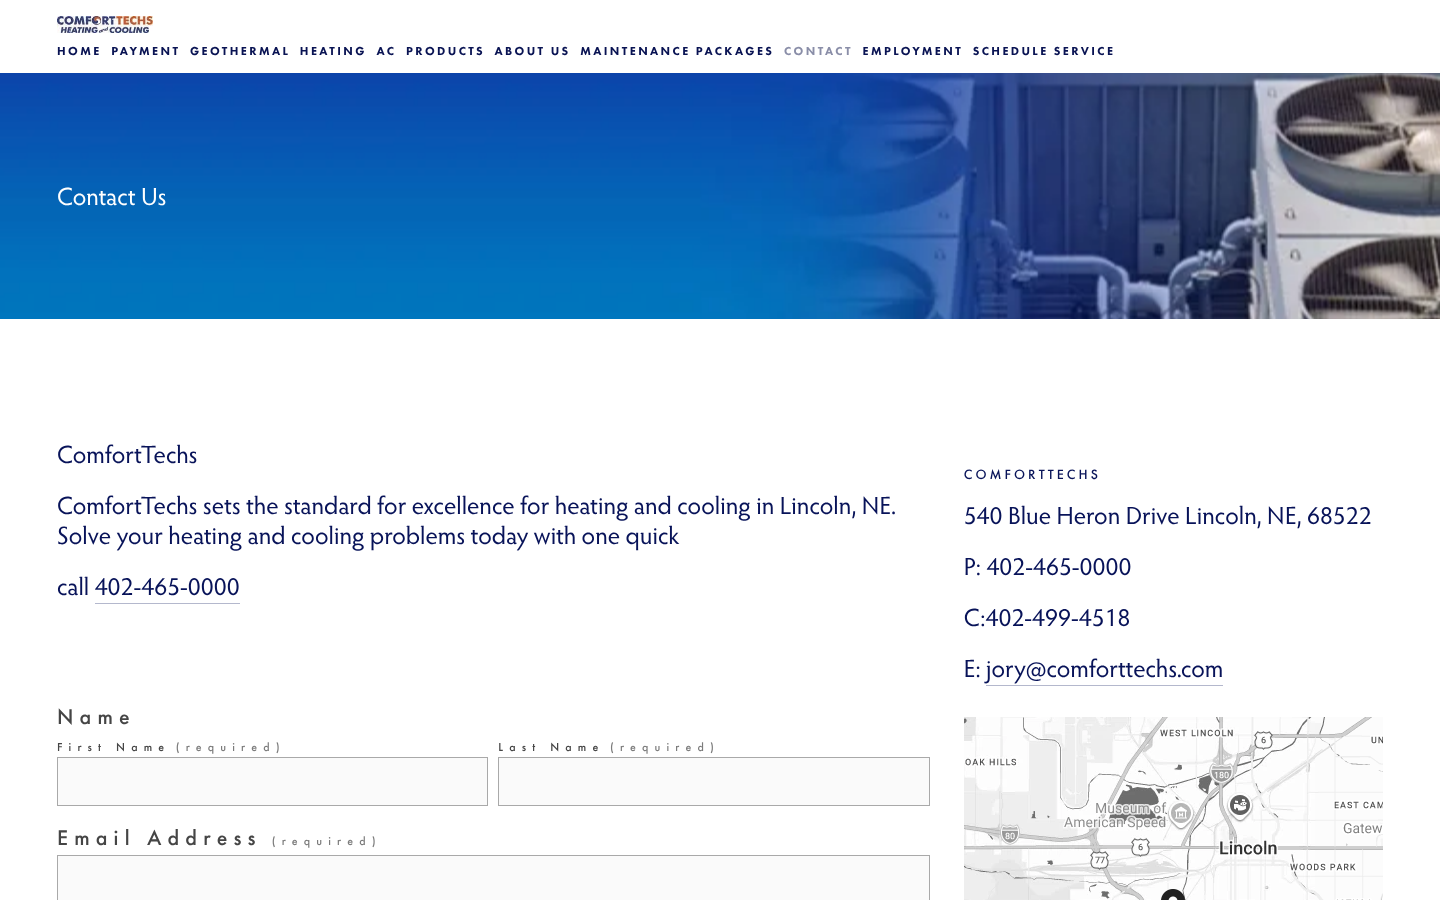 COMFORTTECHS
HEATING and COOLING
HOME PAYMENT GEOTHERMAL HEATING AC PRODUCTS ABOUT US MAINTENANCE PACKAGES CONTACT EMPLOYMENT SCHEDULE SERVICE
Contact Us
ComfortTechs
ComfortTechs sets the standard for excellence for heating and cooling in Lincoln, NE.
Solve your heating and cooling problems today with one quick
call 402-465-0000
Name
First Name (required)
Last Name (required)
Email Address (required)
COMFORTTECHS
540 Blue Heron Drive Lincoln, NE, 68522
P: 402-465-0000
C:402-499-4518
E: jory@comforttechs.com
WEST LINCOLN
6
UN
OAK HILLS
180
Museum of
American Speed
EAST CAM
Gatew
80
77
6
Lincoln
WOODS PARK